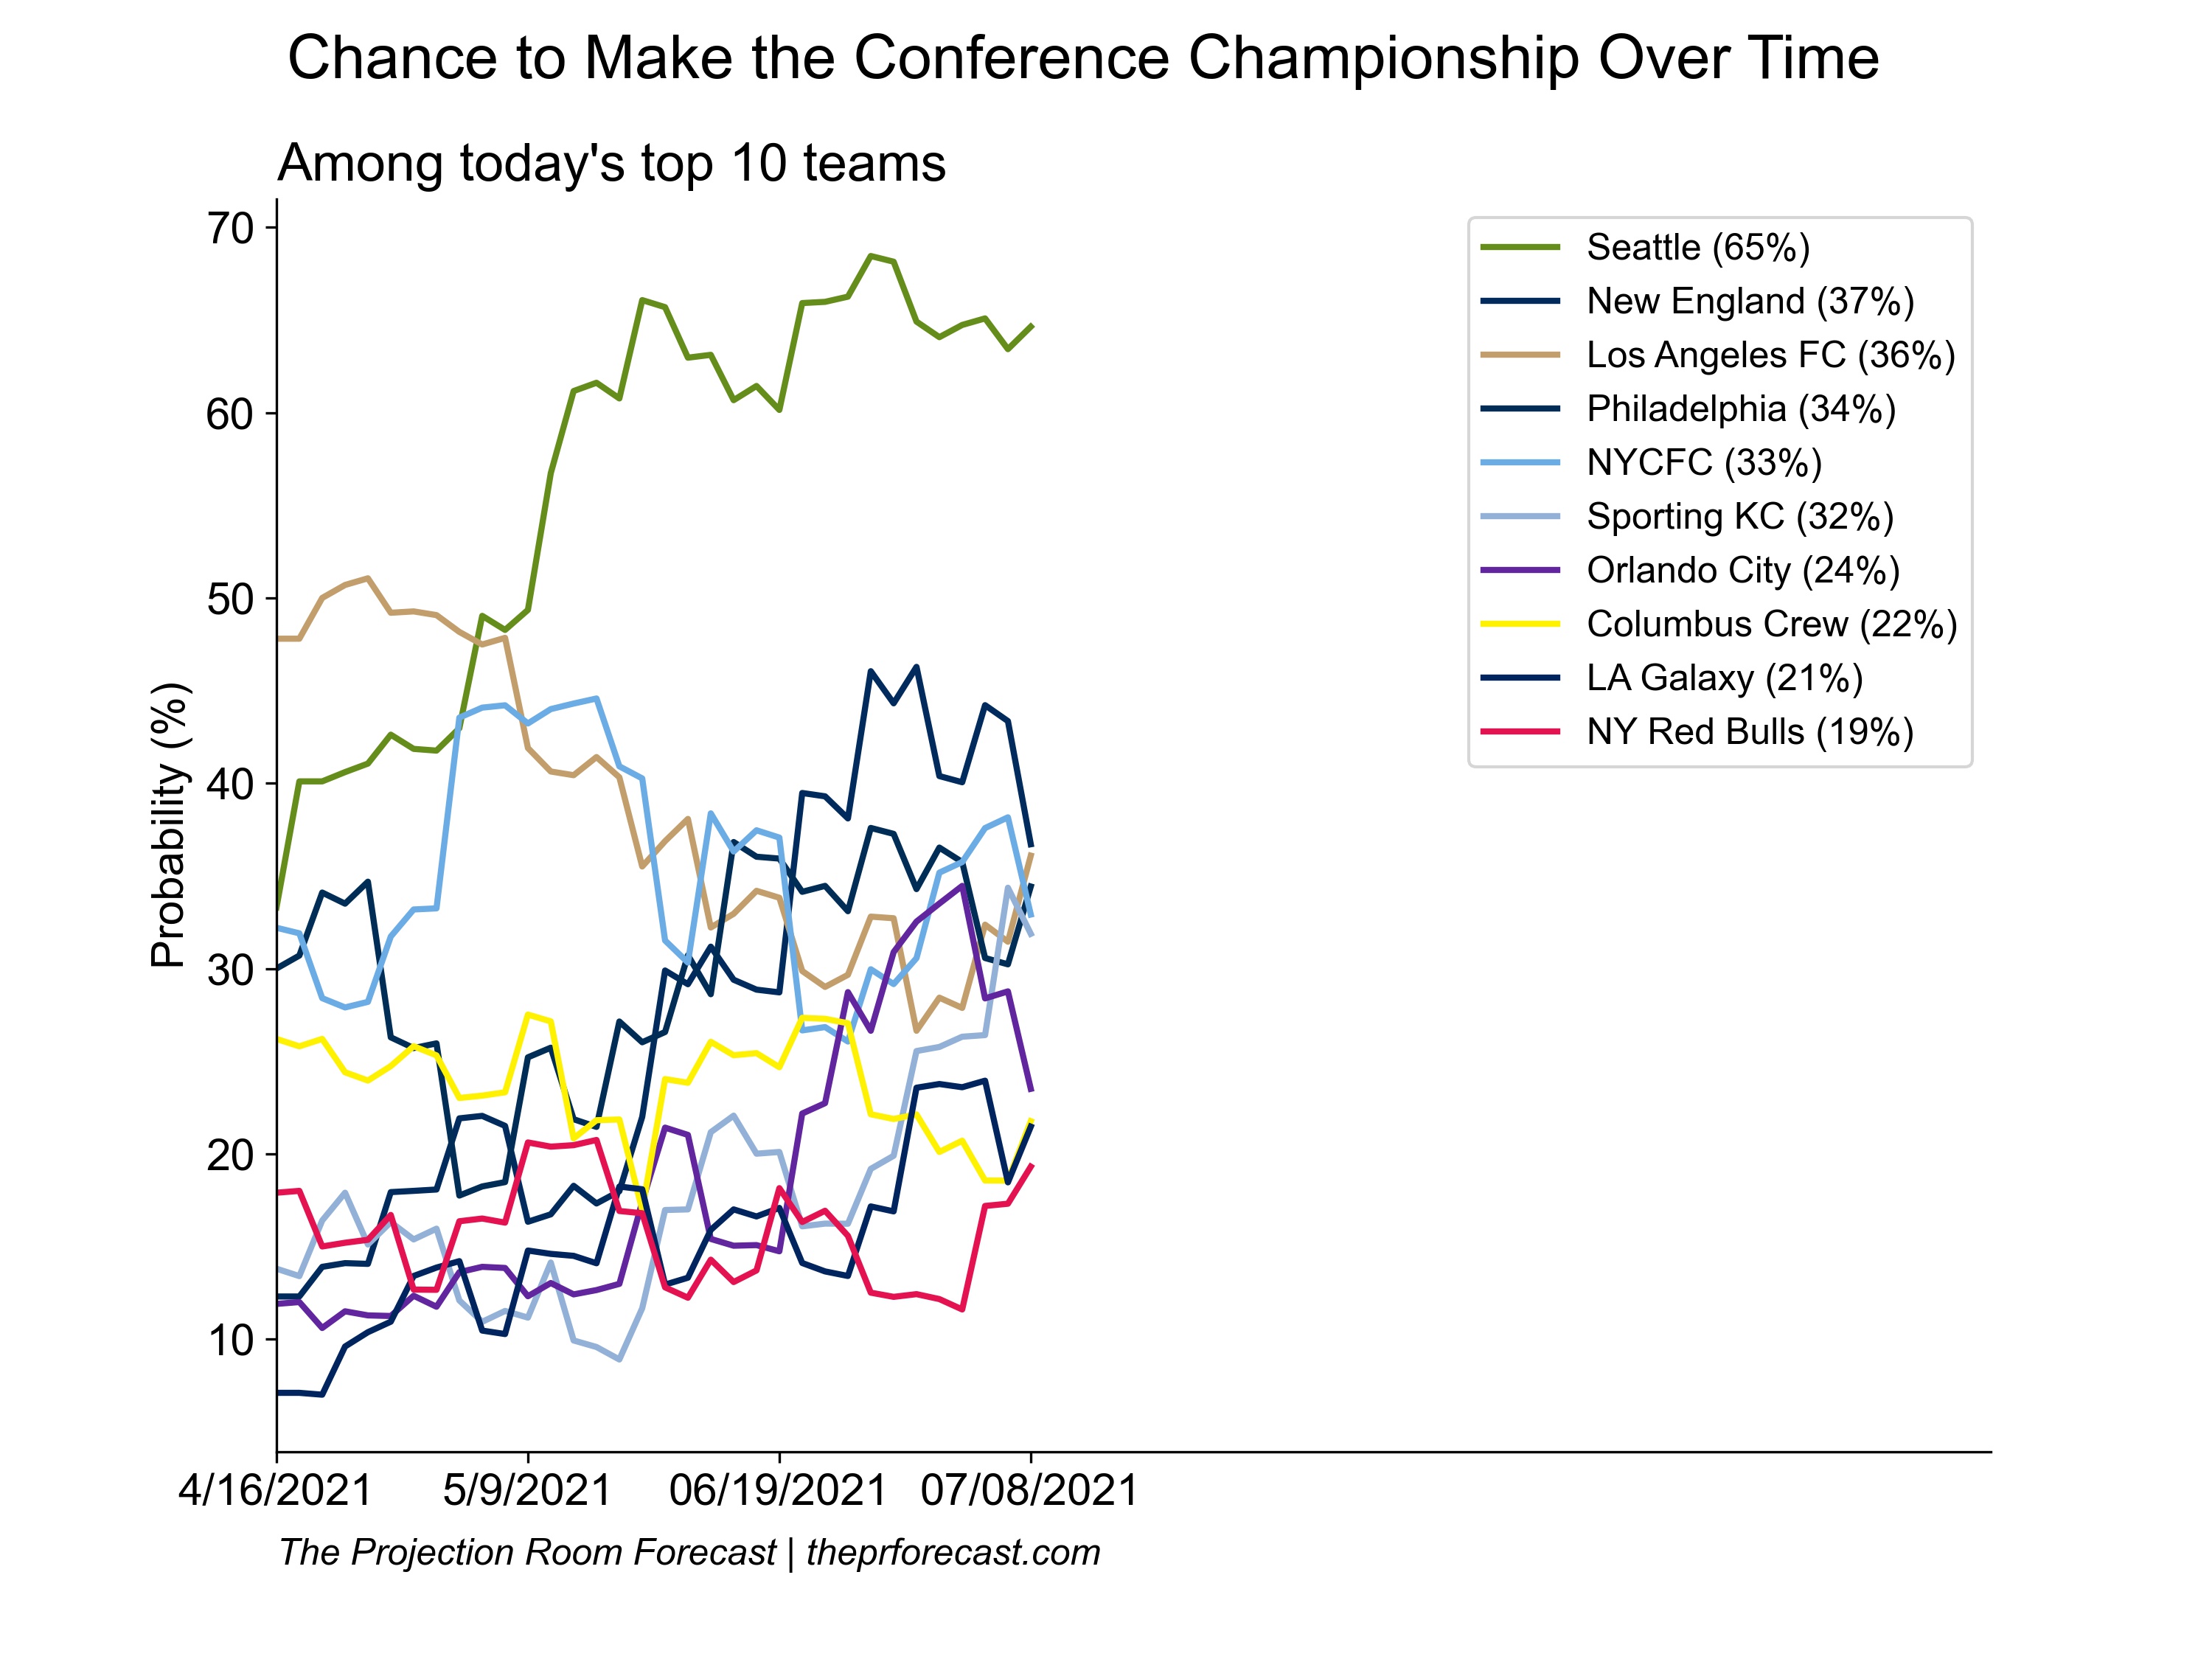 Chance to Make the Conference Championship Over Time
Among today's top 10 teams
70
60
50
40
30
20
10
Probability (%)
Seattle (65%)
New England (37%)
Los Angeles FC (36%)
Philadelphia (34%)
NYCFC (33%)
Sporting KC (32%)
Orlando City (24%)
Columbus Crew (22%)
LA Galaxy (21%)
NY Red Bulls (19%)
4/16/2021 5/9/2021 06/19/2021 07/08/2021
The Projection Room Forecast | theprforecast.com